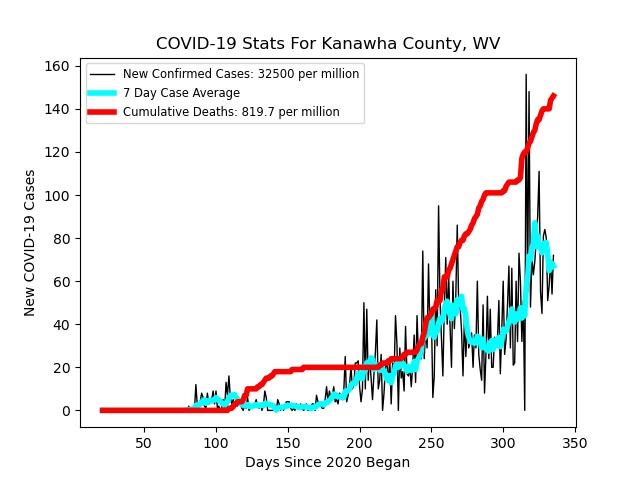 COVID-19 Stats For Kanawha County, WV
New Confirmed Cases: 32500 per million
7 Day Case Average
Cumulative Deaths: 819.7 per million
New COVID-19 Cases
160
140
120
100
80
60
40
20
0
50 100 150 200 250 300 350
Days Since 2020 Began